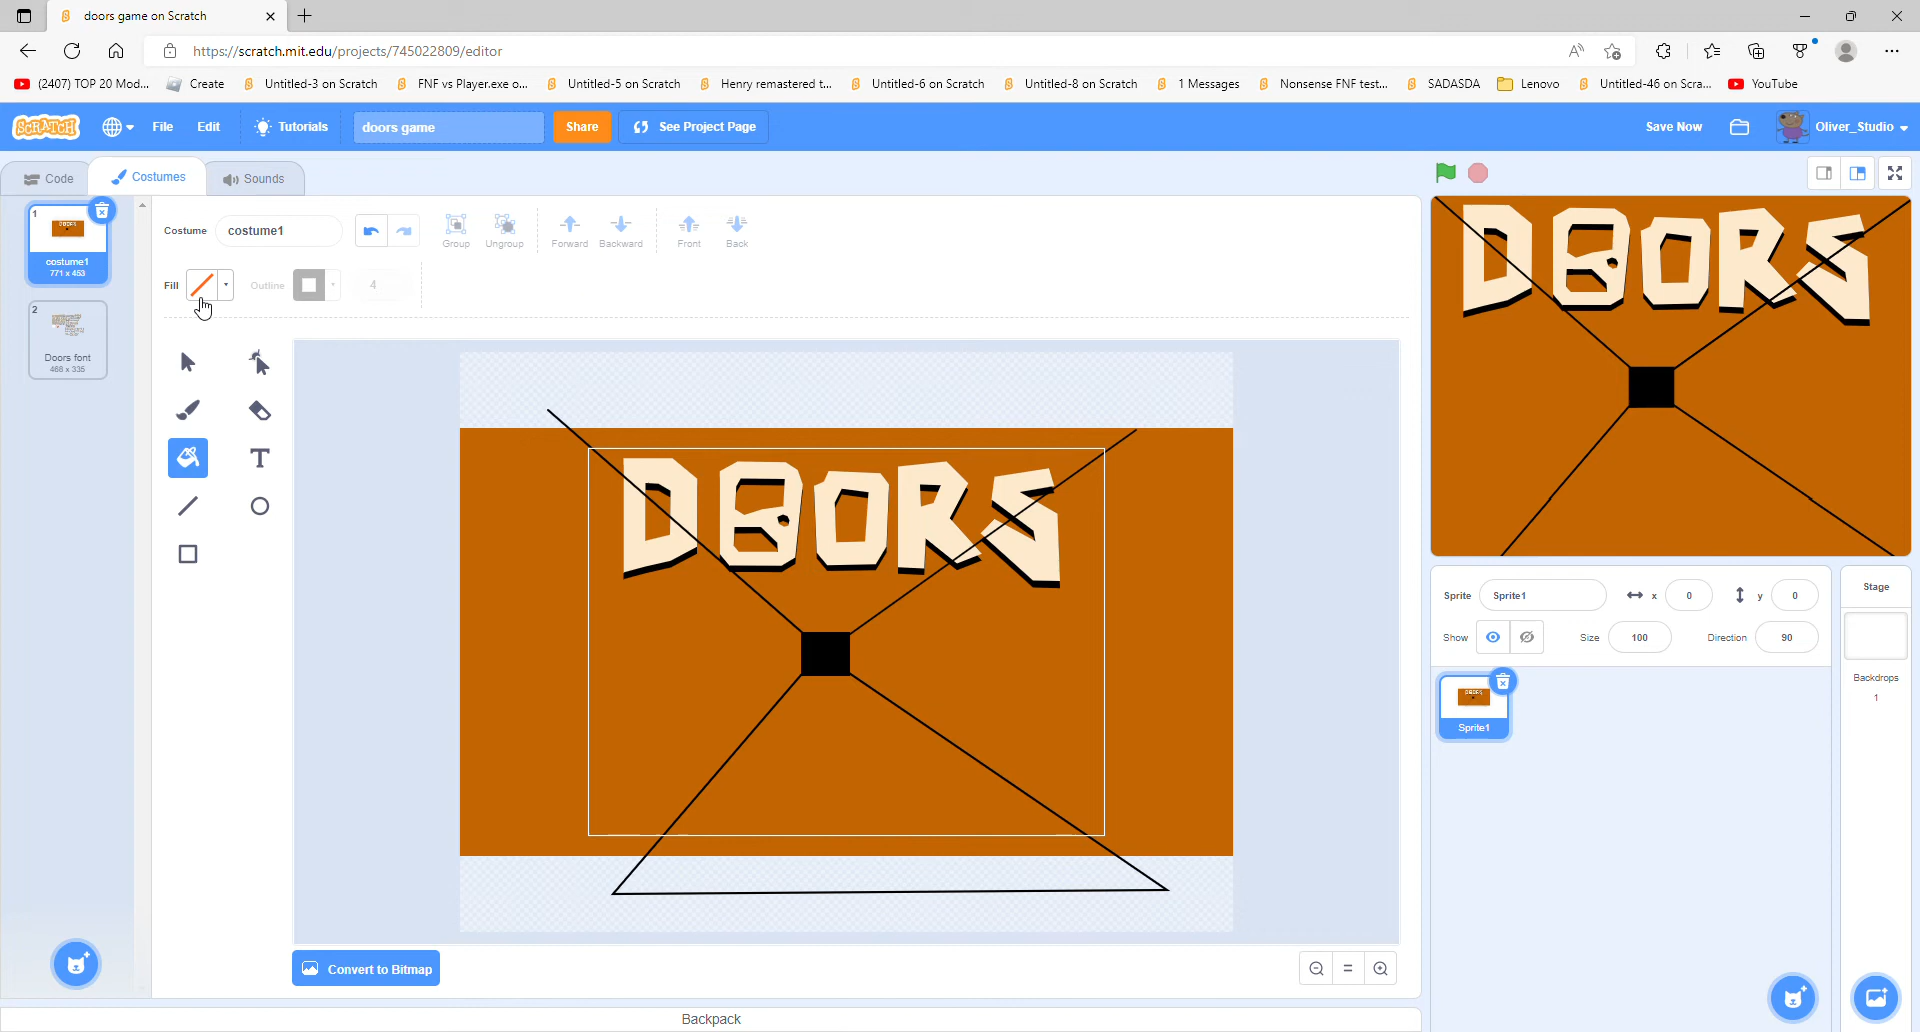 doors game on Scratch
https://scratch.mit.edu/projects/745022809/editor
(2407) TOP 20 Mod... Create Untitled-3 on Scratch FNF vs Player.exe o... Untitled-5 on Scratch Henry remastered t... Untitled-6 on Scratch Untitled-8 on Scratch 1 Messages Nonsense FNF test... SADASDA Lenovo Untitled-46 on Scra... YouTube
SCRATCH File Edit Tutorials doors game Share See Project Page Save Now Oliver_Studio
Code Costumes Sounds
1
costume1
771 x 453
2
Doors font
468 x 335
Costume costume1 Group Ungroup Forward Backward Front Back
Fill Outline 4
DOORS
Convert to Bitmap
Backpack
DOORS
Sprite Sprite1 x 0 y 0
Show Size 100 Direction 90
Sprite1
Stage
Backdrops
1